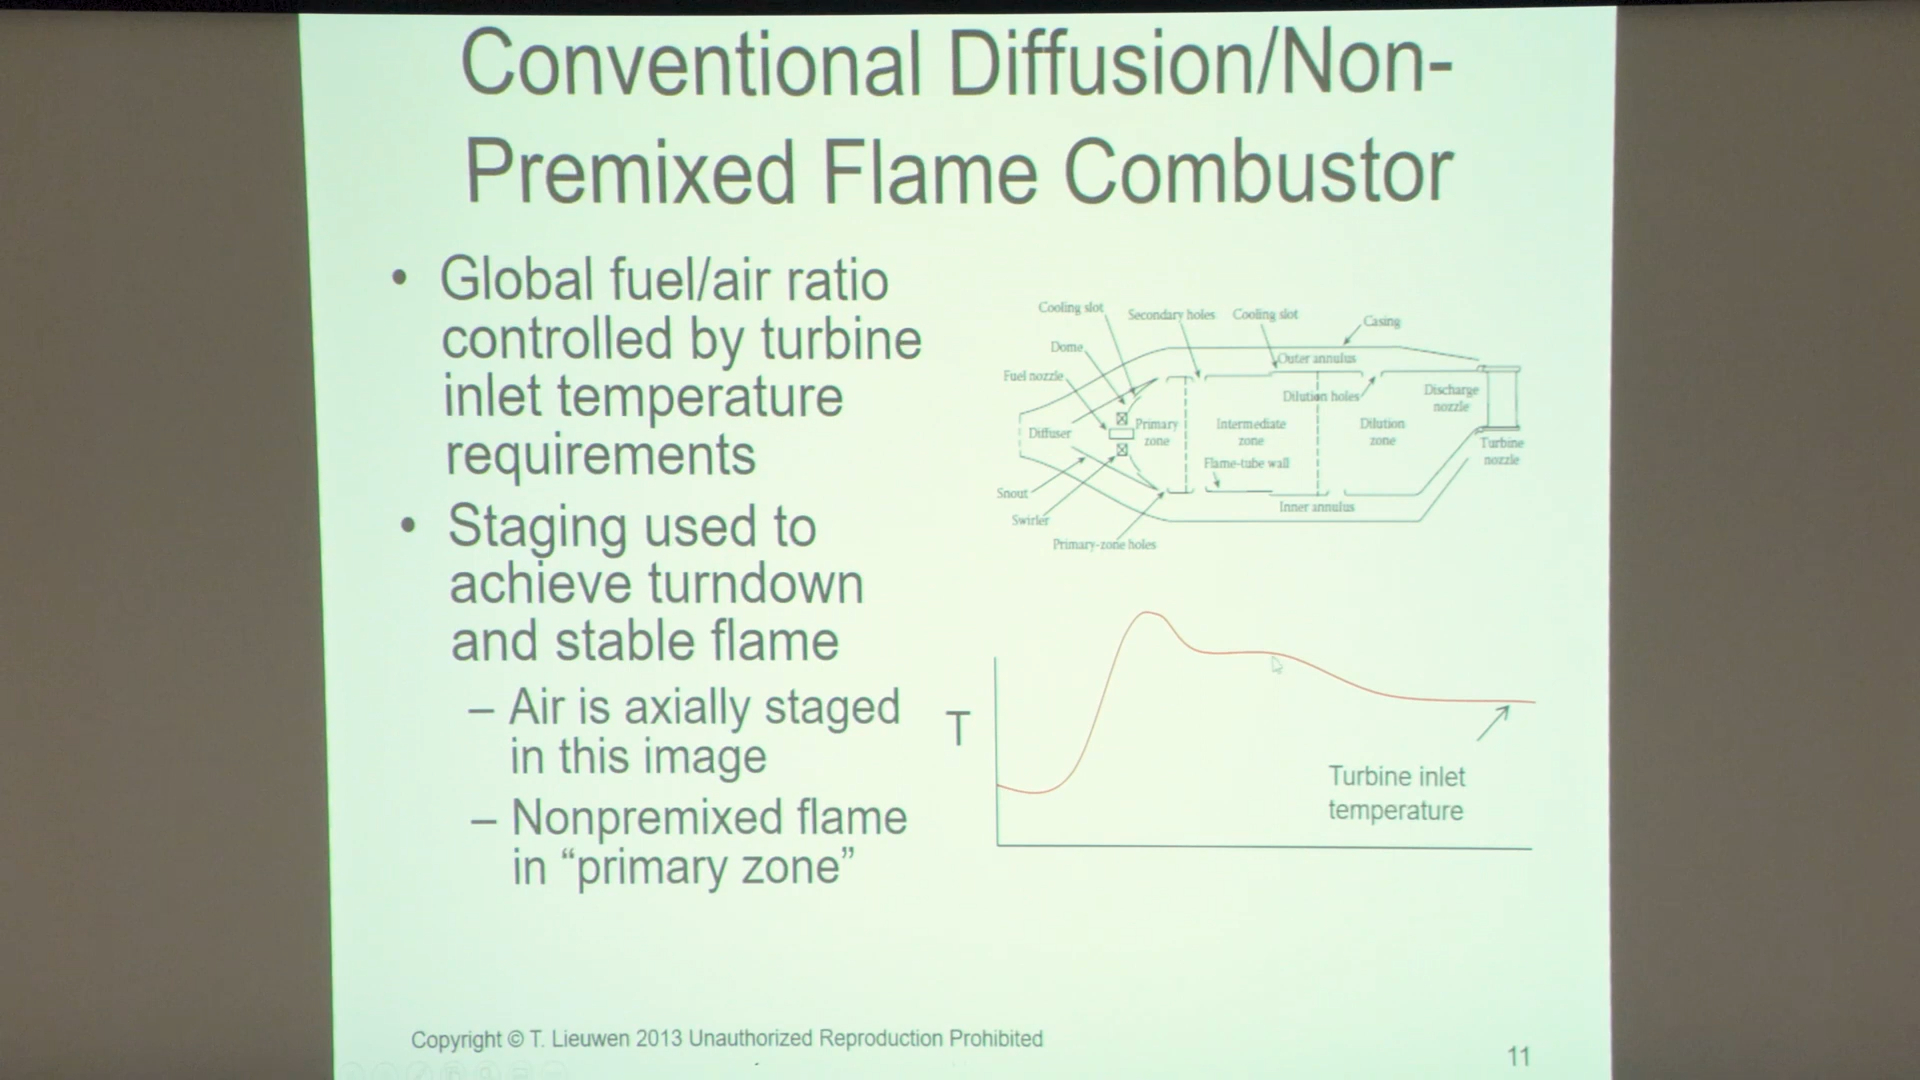 Conventional Diffusion/Non-
Premixed Flame Combustor
• Global fuel/air ratio
controlled by turbine
inlet temperature
requirements
• Staging used to
achieve turndown
and stable flame
– Air is axially staged
in this image
– Nonpremixed flame
in “primary zone”
Cooling slot
Secondary holes
Cooling slot
Casing
Dome
Outer annulus
Fuel nozzle
Dilution holes
Discharge
nozzle
Diffuser
Primary
zone
Intermediate
zone
Dilution
zone
Turbine
nozzle
Flame-tube wall
Snout
Inner annulus
Swirler
Primary-zone holes
T
Turbine inlet
temperature
Copyright © T. Lieuwen 2013 Unauthorized Reproduction Prohibited
11